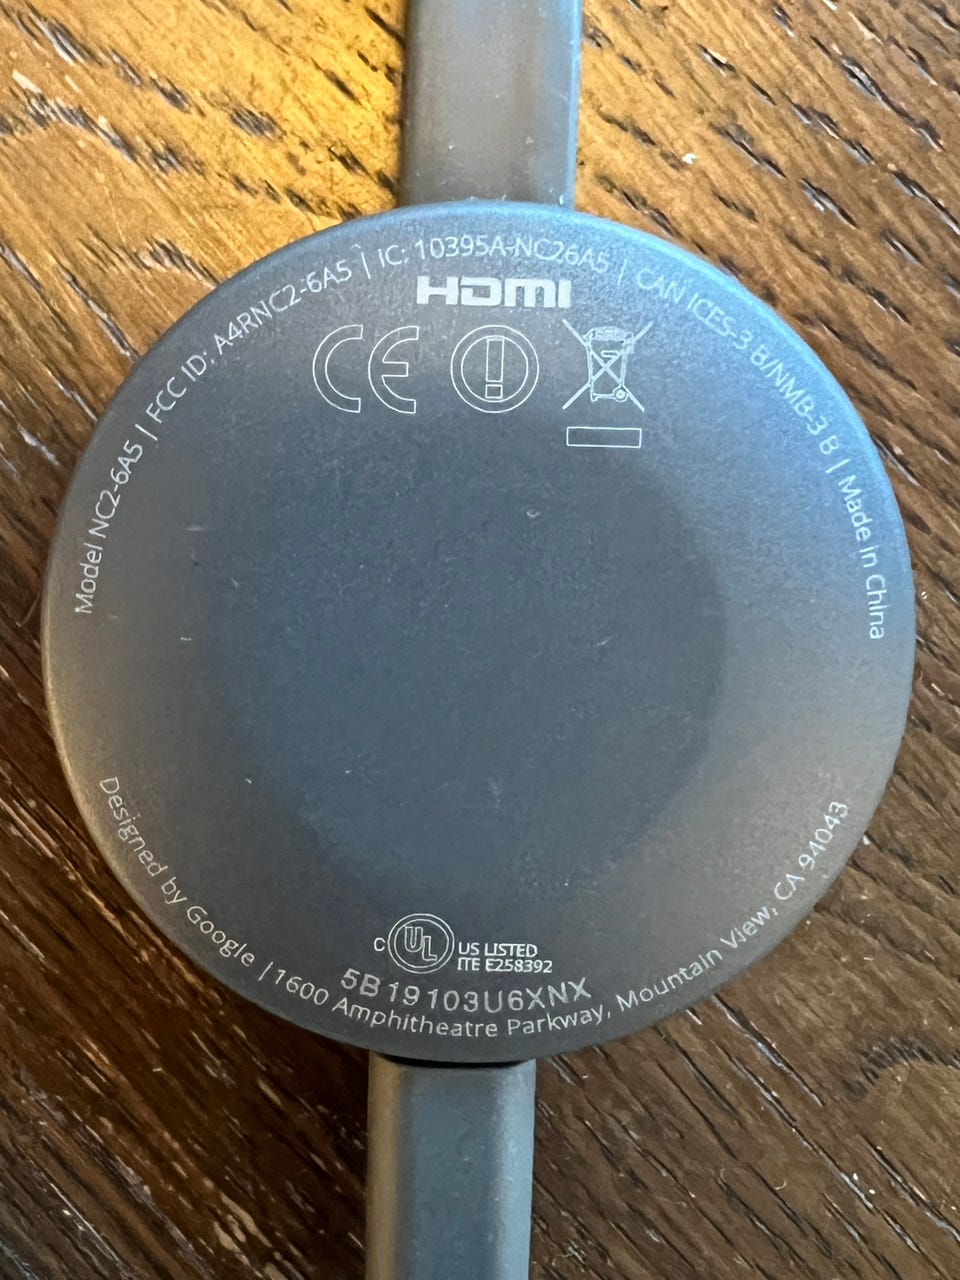 Model NC2-6A5 | FCC ID: A4RNC2-6A5 | IC: 10395A-NC26A5 | CAN ICES-3 B/NMB-3 B | Made in China
HDMI
CE
C UL US LISTED
ITE E258392
5B19103U6XNX
Designed by Google | 1600 Amphitheatre Parkway, Mountain View, CA 94043